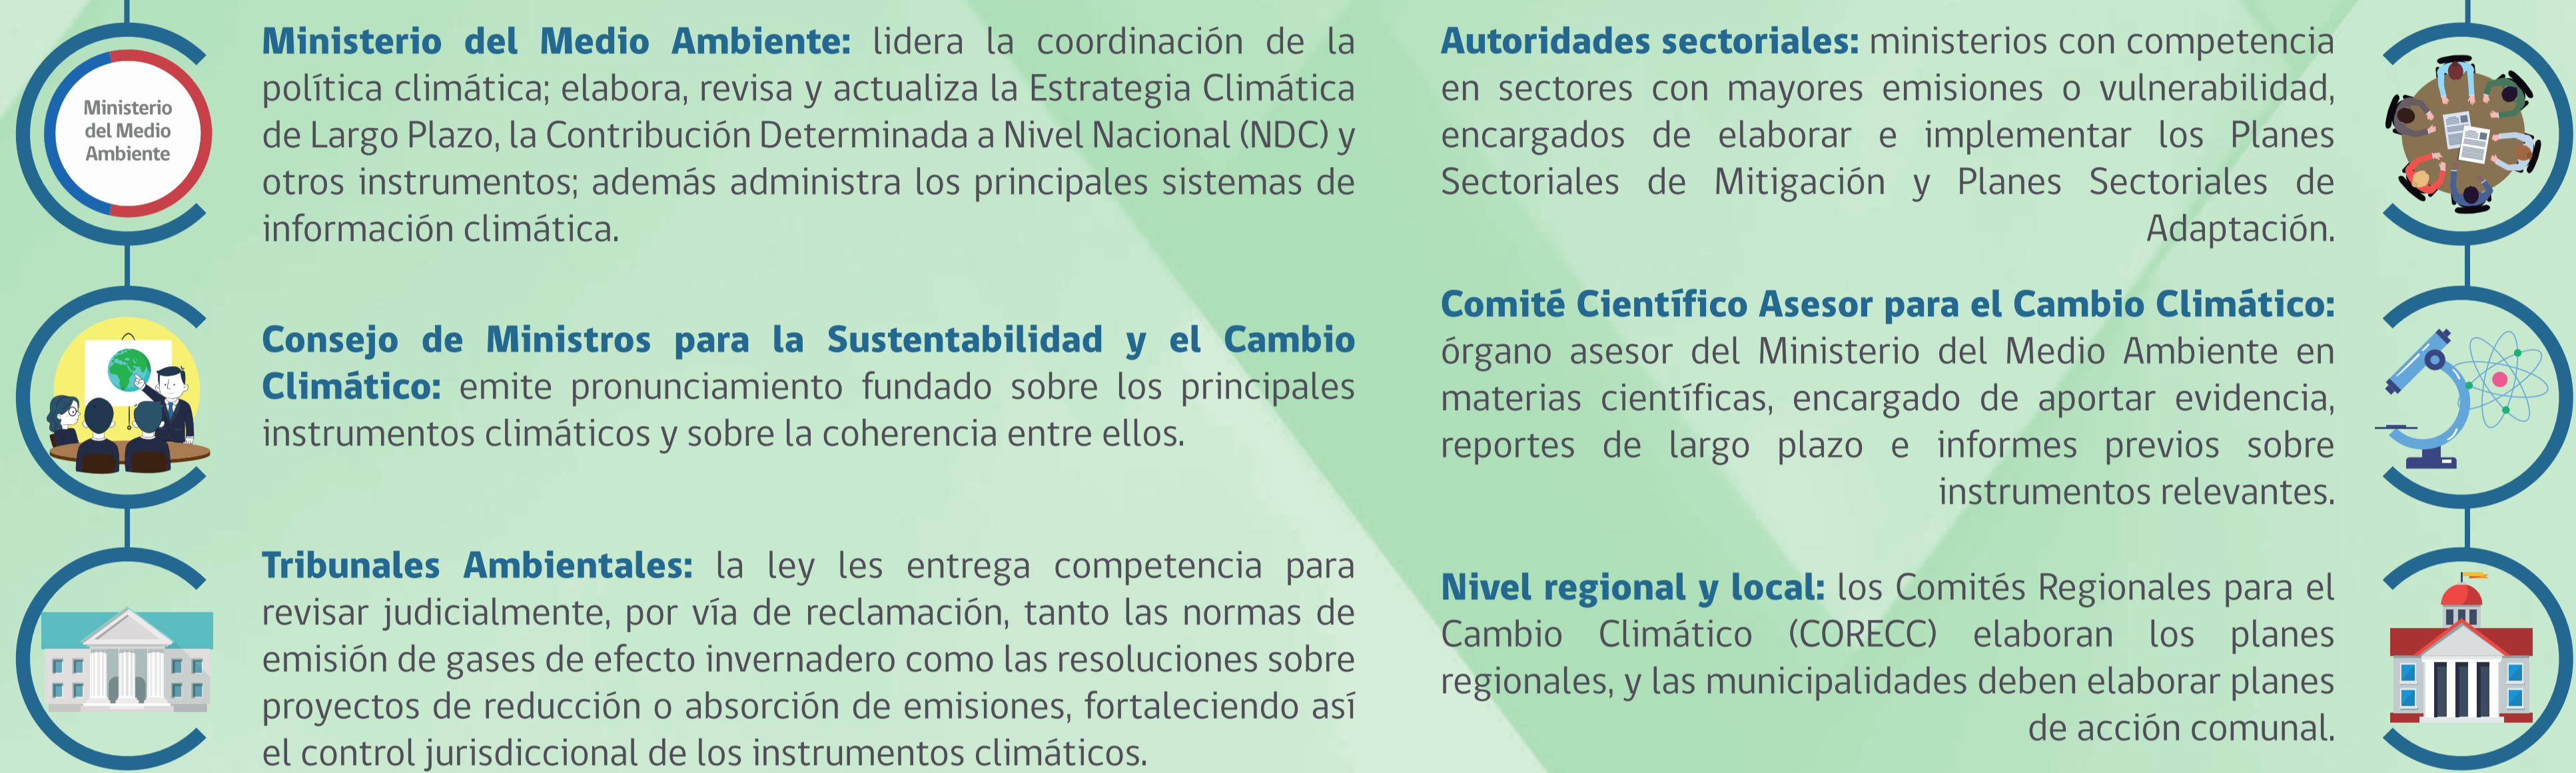 Ministerio
del Medio
Ambiente
Ministerio del Medio Ambiente: lidera la coordinación de la
política climática; elabora, revisa y actualiza la Estrategia Climática
de Largo Plazo, la Contribución Determinada a Nivel Nacional (NDC) y
otros instrumentos; además administra los principales sistemas de
información climática.
Consejo de Ministros para la Sustentabilidad y el Cambio
Climático: emite pronunciamiento fundado sobre los principales
instrumentos climáticos y sobre la coherencia entre ellos.
Tribunales Ambientales: la ley les entrega competencia para
revisar judicialmente, por vía de reclamación, tanto las normas de
emisión de gases de efecto invernadero como las resoluciones sobre
proyectos de reducción o absorción de emisiones, fortaleciendo así
el control jurisdiccional de los instrumentos climáticos.
Autoridades sectoriales: ministerios con competencia
en sectores con mayores emisiones o vulnerabilidad,
encargados de elaborar e implementar los Planes
Sectoriales de Mitigación y Planes Sectoriales de
Adaptación.
Comité Científico Asesor para el Cambio Climático:
órgano asesor del Ministerio del Medio Ambiente en
materias científicas, encargado de aportar evidencia,
reportes de largo plazo e informes previos sobre
instrumentos relevantes.
Nivel regional y local: los Comités Regionales para el
Cambio Climático (CORECC) elaboran los planes
regionales, y las municipalidades deben elaborar planes
de acción comunal.